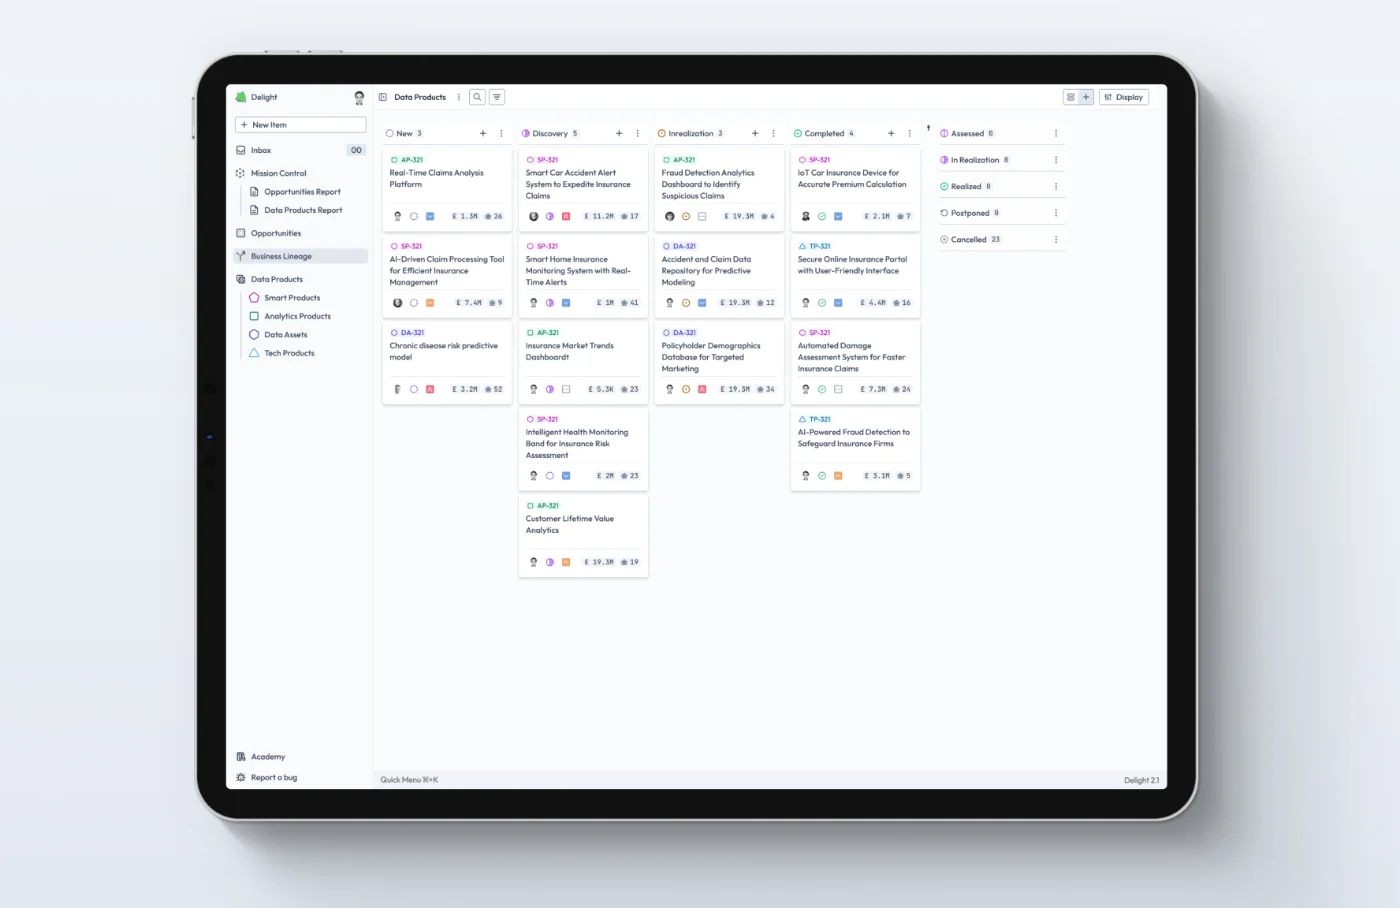 Delight
New Item
Inbox 00
Mission Control
Opportunities Report
Data Products Report
Opportunities
Business Lineage
Data Products
Smart Products
Analytics Products
Data Assets
Tech Products
Academy
Report a bug
Data Products
Display
New 3
AP-321
Real-Time Claims Analysis
Platform
£ 1.3M 26
SP-321
AI-Driven Claim Processing Tool
for Efficient Insurance
Management
£ 7.4M 9
DA-321
Chronic disease risk predictive
model
£ 3.2M 52
Discovery 5
SP-321
Smart Car Accident Alert
System to Expedite Insurance
Claims
£ 11.2M 17
SP-321
Smart Home Insurance
Monitoring System with Real-
Time Alerts
£ 1M 41
AP-321
Insurance Market Trends
Dashboardt
£ 5.3K 23
SP-321
Intelligent Health Monitoring
Band for Insurance Risk
Assessment
£ 2M 23
AP-321
Customer Lifetime Value
Analytics
£ 19.3M 19
Inrealization 3
AP-321
Fraud Detection Analytics
Dashboard to Identify
Suspicious Claims
£ 19.3M 4
DA-321
Accident and Claim Data
Repository for Predictive
Modeling
£ 19.3M 12
DA-321
Policyholder Demographics
Database for Targeted
Marketing
£ 19.3M 34
Completed 4
SP-321
IoT Car Insurance Device for
Accurate Premium Calculation
£ 2.1M 7
TP-321
Secure Online Insurance Portal
with User-Friendly Interface
£ 4.4M 16
SP-321
Automated Damage
Assessment System for Faster
Insurance Claims
£ 7.3M 24
TP-321
AI-Powered Fraud Detection to
Safeguard Insurance Firms
£ 3.1M 5
Assessed 0
In Realization 0
Realized 0
Postponed 0
Cancelled 23
Quick Menu ⌘+K
Delight 2.1